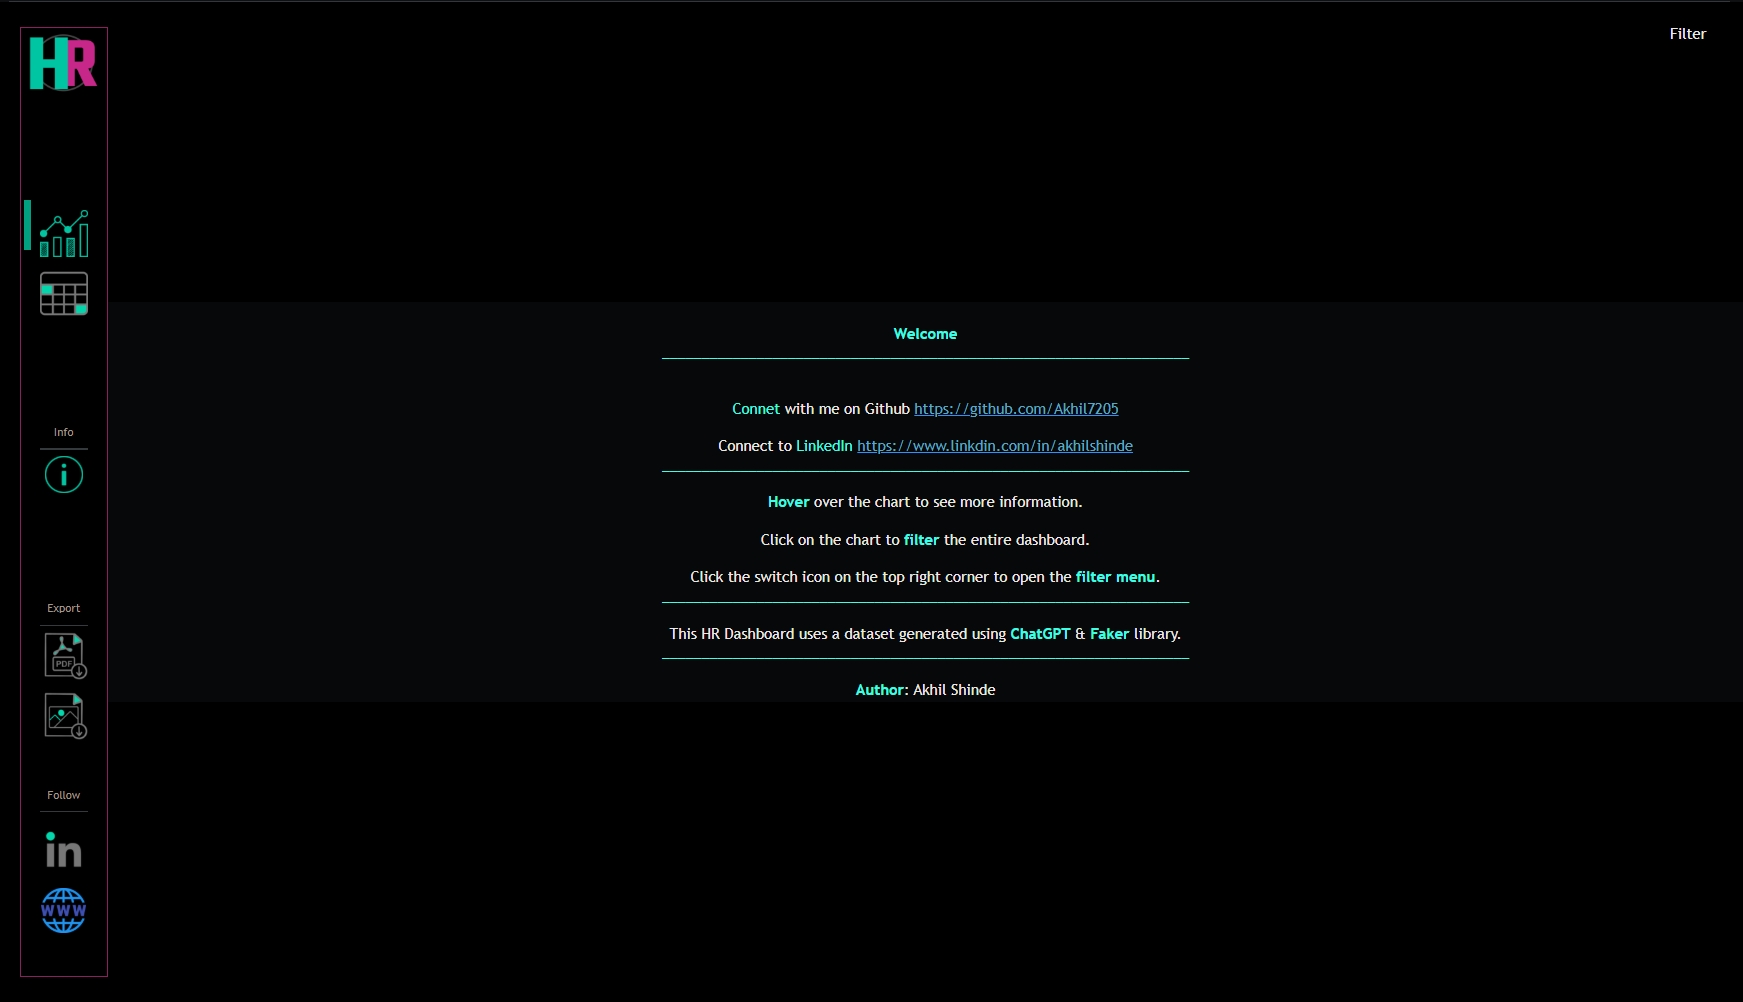 HR
Filter
Welcome
Connet with me on Github https://github.com/Akhil7205
Connect to LinkedIn https://www.linkdin.com/in/akhilshinde
Hover over the chart to see more information.
Click on the chart to filter the entire dashboard.
Click the switch icon on the top right corner to open the filter menu.
This HR Dashboard uses a dataset generated using ChatGPT & Faker library.
Author: Akhil Shinde
Info
i
Export
PDF
Follow
in
WWW